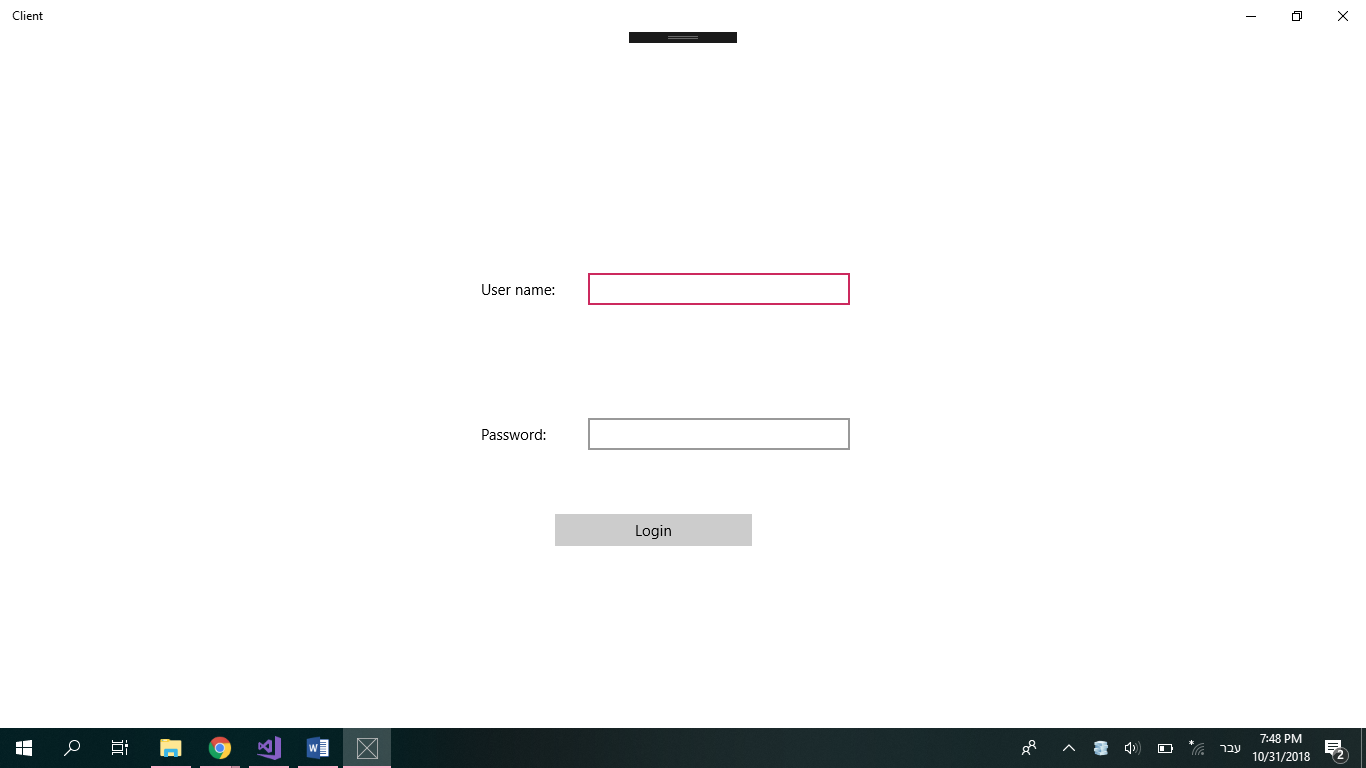 Client
User name:
Password:
Login
W
עבר
7:48 PM
10/31/2018
2